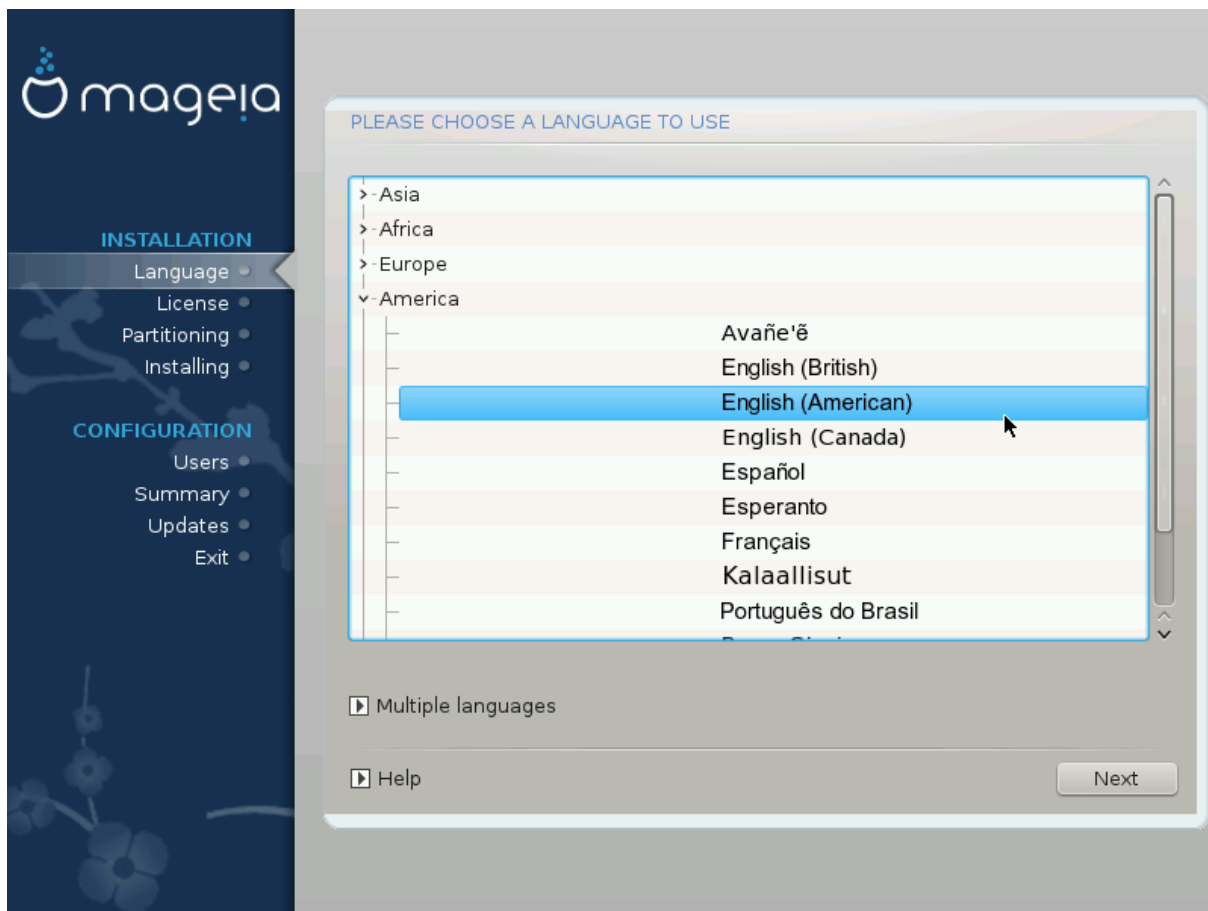 mageia
INSTALLATION
Language
License
Partitioning
Installing
CONFIGURATION
Users
Summary
Updates
Exit
PLEASE CHOOSE A LANGUAGE TO USE
Asia
Africa
Europe
America
Avañe'ẽ
English (British)
English (American)
English (Canada)
Español
Esperanto
Français
Kalaallisut
Português do Brasil
Multiple languages
Help
Next